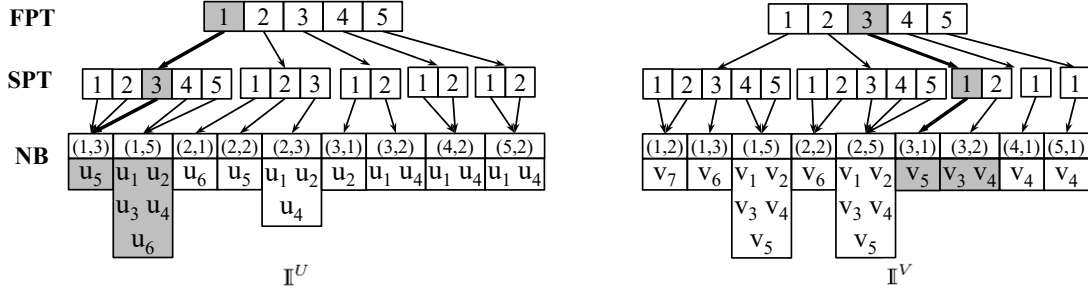 FPT 1 2 3 4 5 1 2 3 4 5
SPT 1 2 3 4 5 1 2 3 1 2 1 2 1 2 1 2 3 4 5 1 2 3 4 5 1 2 1 1
NB (1,3) (1,5) (2,1) (2,2) (2,3) (3,1) (3,2) (4,2) (5,2) (1,2) (1,3) (1,5) (2,2) (2,5) (3,1) (3,2) (4,1) (5,1)
u5 u1 u2 u6 u5 u1 u2 u2 u1 u4 u1 u4 u1 u4 v7 v6 v1 v2 v6 v1 v2 v5 v3 v4 v4 v4
u3 u4 u4 v3 v4 v3 v4
u6 v5 v5
𝕀^U 𝕀^V